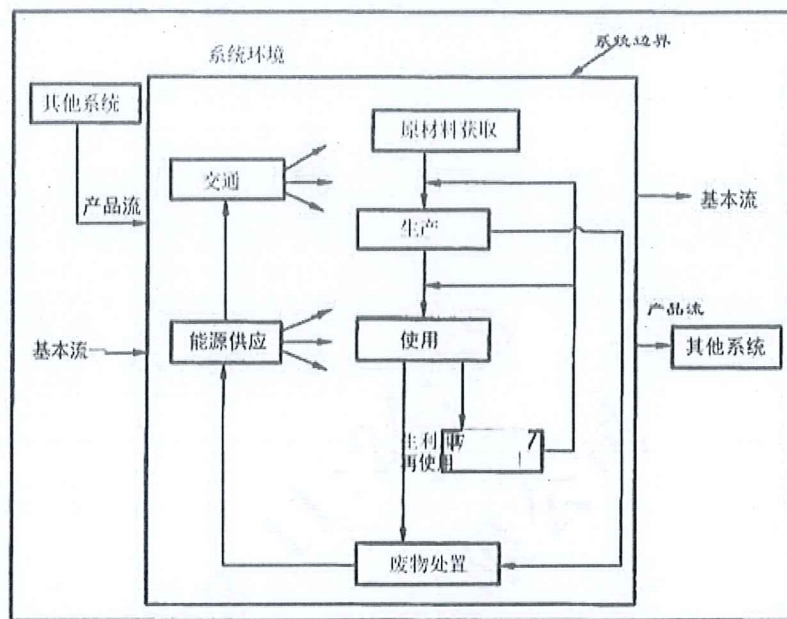 系统环境
系统边界
其他系统
原材料获取
交通
产品流
基本流
生产
产品流
能源供应
使用
基本流
其他系统
生利
再使用
废物处置